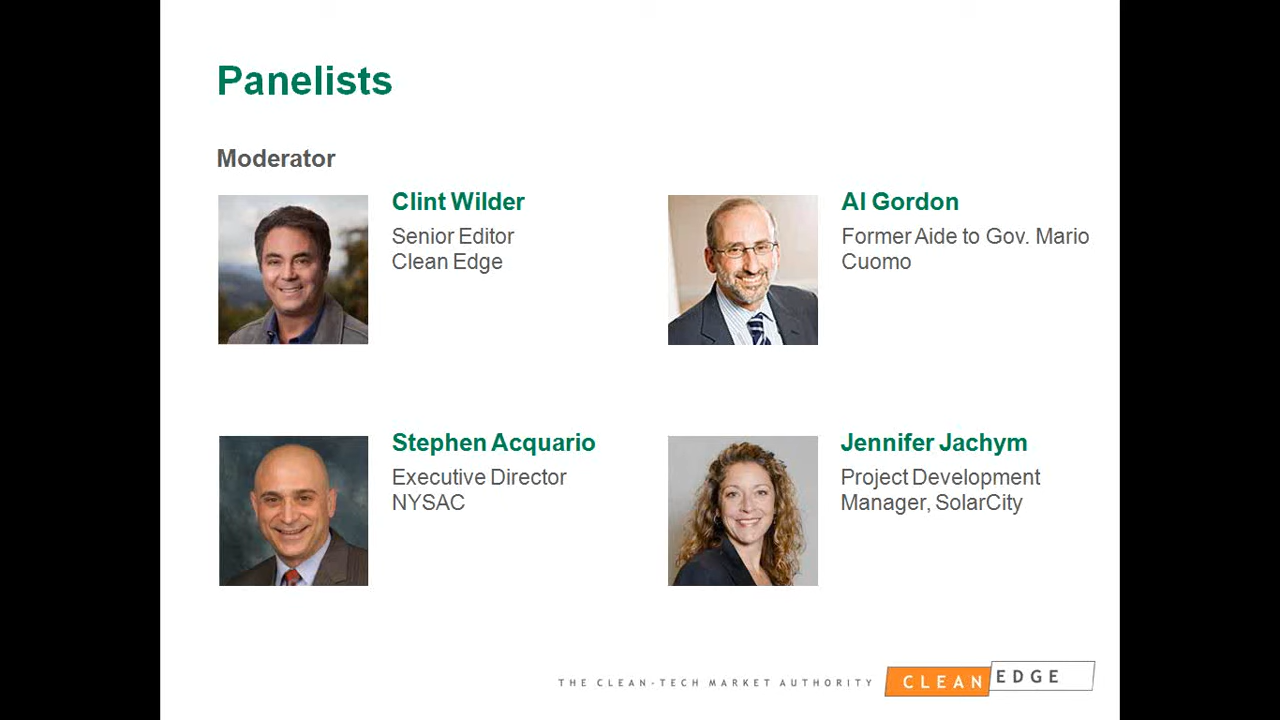 Panelists
Moderator
Clint Wilder
Senior Editor
Clean Edge
Al Gordon
Former Aide to Gov. Mario
Cuomo
Stephen Acquario
Executive Director
NYSAC
Jennifer Jachym
Project Development
Manager, SolarCity
THE CLEAN-TECH MARKET AUTHORITY
CLEAN EDGE